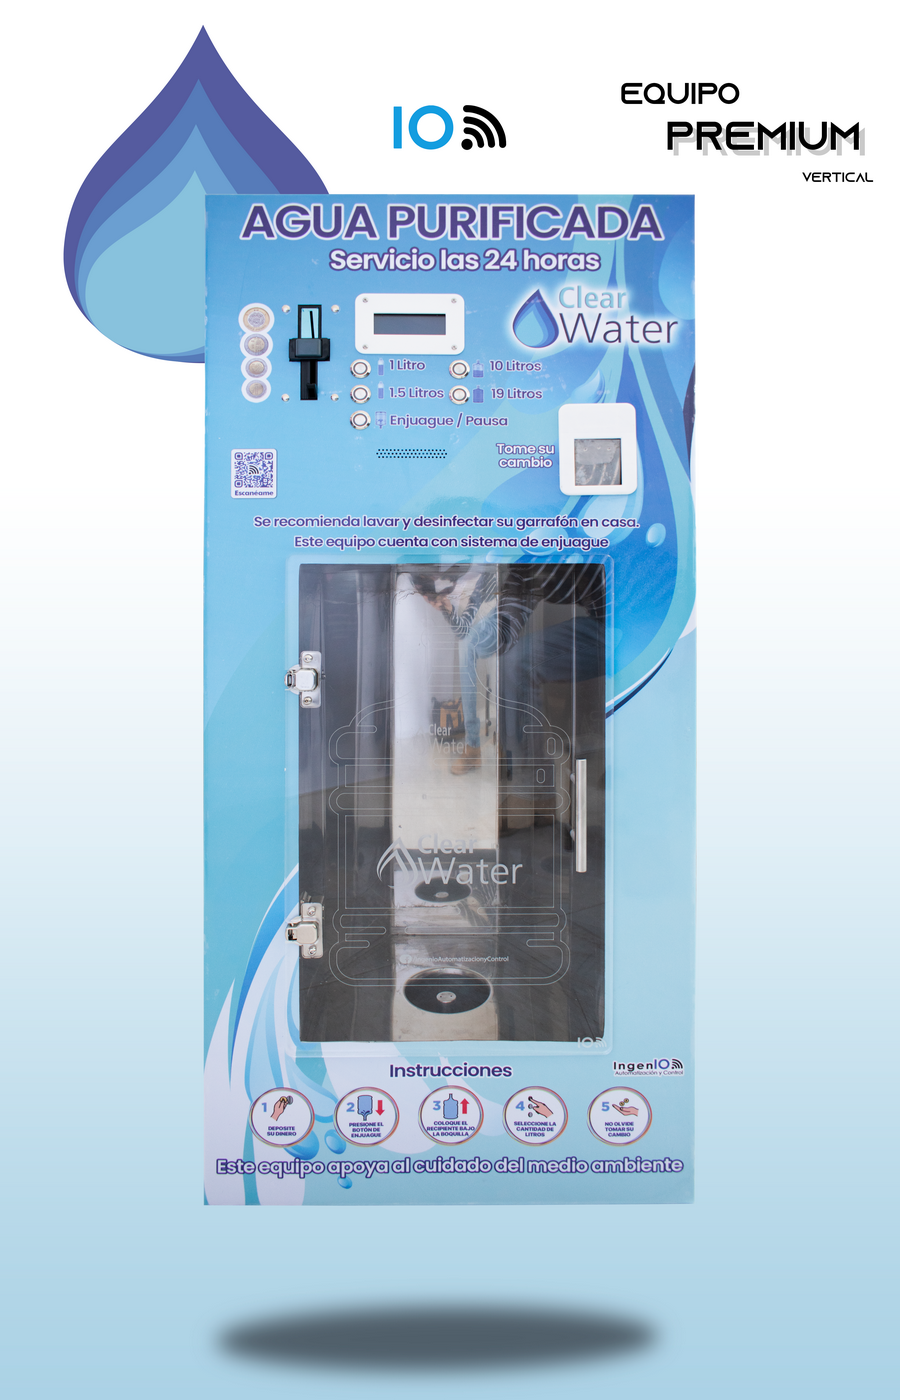 IO
EQUIPO
PREMIUM
VERTICAL
AGUA PURIFICADA
Servicio las 24 horas
Clear
Water
1 Litro
10 Litros
1.5 Litros
19 Litros
Enjuague / Pausa
Tome su
cambio
Escanéame
Se recomienda lavar y desinfectar su garrafón en casa.
Este equipo cuenta con sistema de enjuague
Clear
Water
Clear
Water
IngenioAutomatizacionyControl
IO
Instrucciones
IngenIO
Automatización y Control
1
DEPOSITE
SU DINERO
2
PRESIONE EL
BOTÓN DE
ENJUAGUE
3
COLOQUE EL
RECIPIENTE BAJO
LA BOQUILLA
4
SELECCIONE LA
CANTIDAD DE
LITROS
5
NO OLVIDE
TOMAR SU
CAMBIO
Este equipo apoya al cuidado del medio ambiente